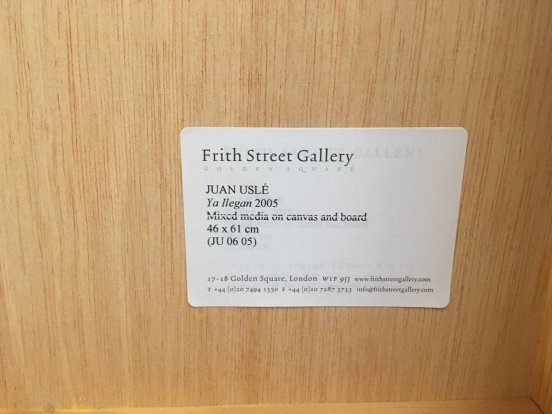 Frith Street Gallery
GOLDEN SQUARE
JUAN USLÉ
Ya llegan 2005
Mixed media on canvas and board
46 x 61 cm
(JU 06 05)
17–18 Golden Square, London W1F 9JJ www.frithstreetgallery.com
T +44 (0)20 7494 1550 F +44 (0)20 7287 3733 info@frithstreetgallery.com